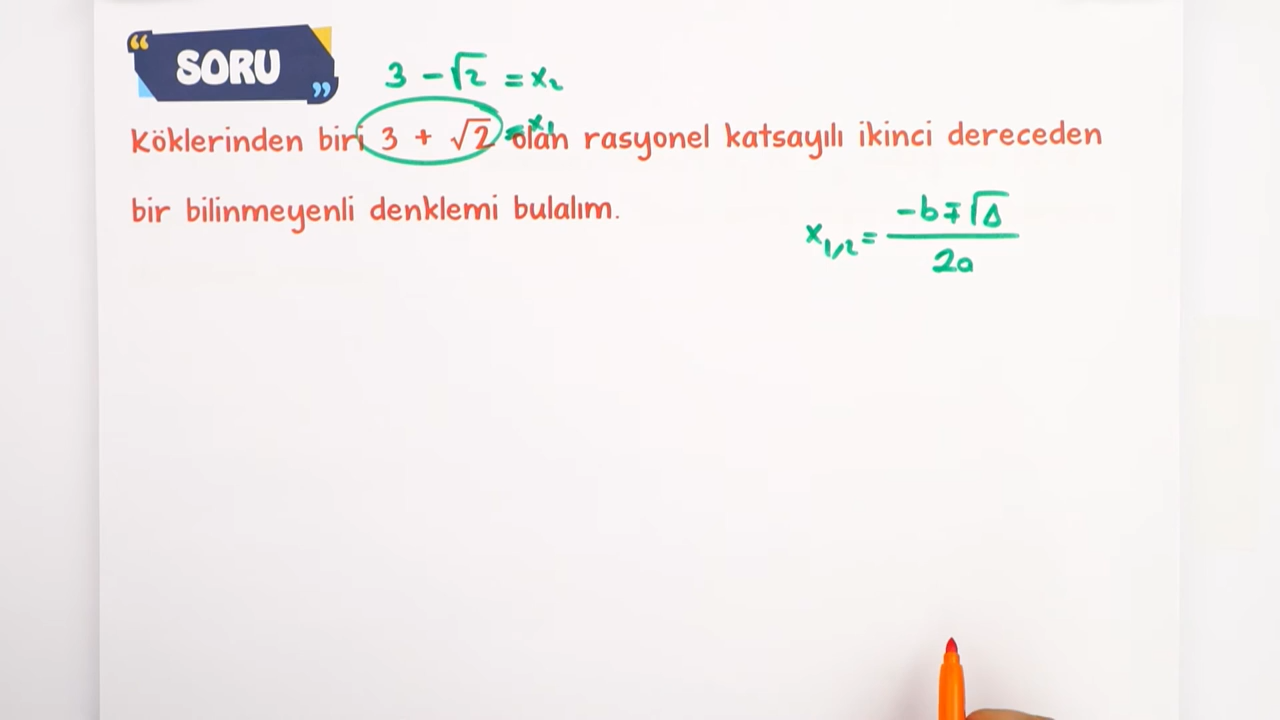 “ SORU ”
3 - √2 = x₂
Köklerinden biri 3 + √2 = x₁ olan rasyonel katsayılı ikinci dereceden
bir bilinmeyenli denklemi bulalım.
x₁,₂ = (-b ∓ √Δ) / 2a